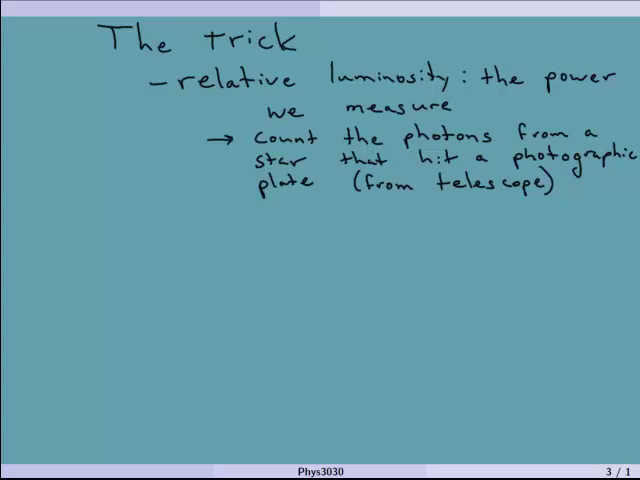 The trick
- relative luminosity : the power
we measure
→ count the photons from a
star that hit a photographic
plate (from telescope)
Phys3030
3 / 1